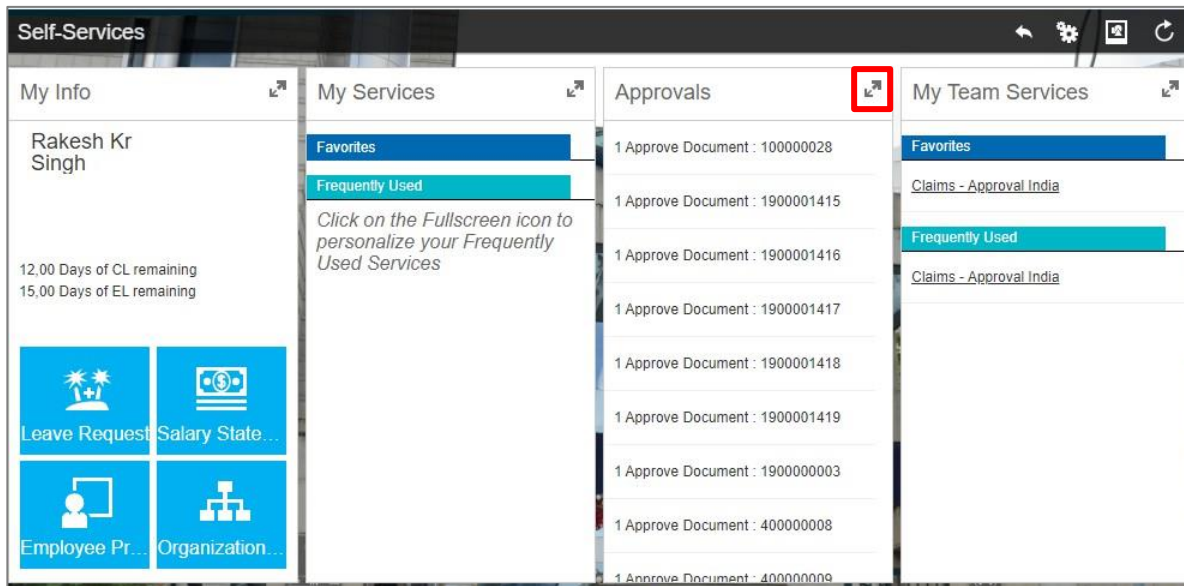 Self-Services
My Info
Rakesh Kr
Singh
12,00 Days of CL remaining
15,00 Days of EL remaining
Leave Request
Salary State...
Employee Pr...
Organization...
My Services
Favorites
Frequently Used
Click on the Fullscreen icon to
personalize your Frequently
Used Services
Approvals
1 Approve Document : 100000028
1 Approve Document : 1900001415
1 Approve Document : 1900001416
1 Approve Document : 1900001417
1 Approve Document : 1900001418
1 Approve Document : 1900001419
1 Approve Document : 1900000003
1 Approve Document : 400000008
1 Approve Document : 400000009
My Team Services
Favorites
Claims - Approval India
Frequently Used
Claims - Approval India